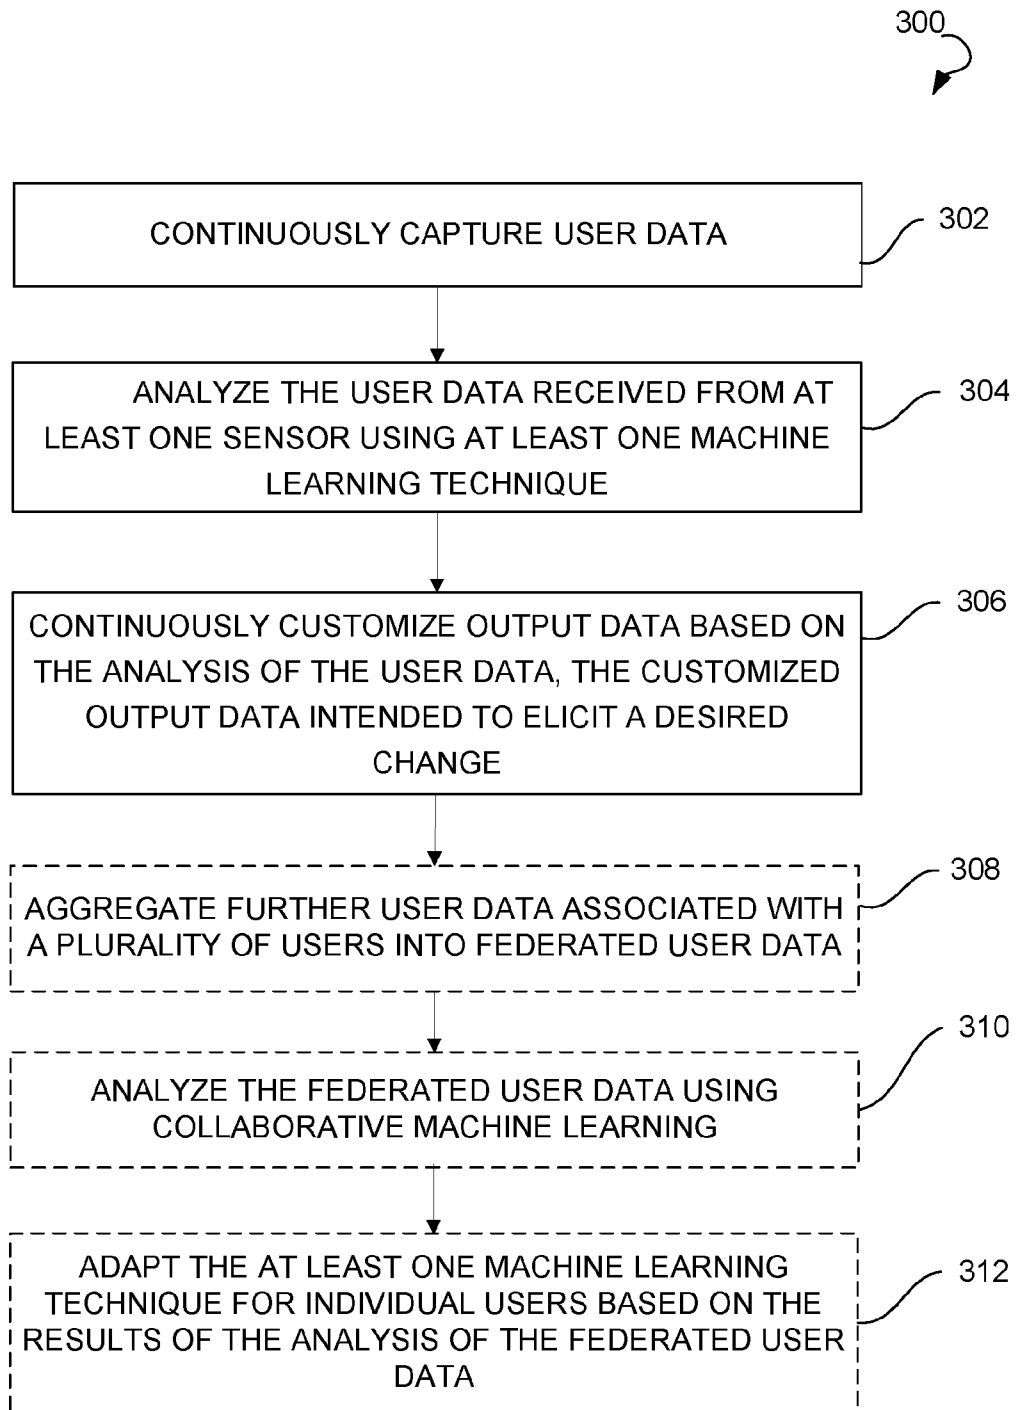 300
CONTINUOUSLY CAPTURE USER DATA
302
ANALYZE THE USER DATA RECEIVED FROM AT
LEAST ONE SENSOR USING AT LEAST ONE MACHINE
LEARNING TECHNIQUE
304
CONTINUOUSLY CUSTOMIZE OUTPUT DATA BASED ON
THE ANALYSIS OF THE USER DATA, THE CUSTOMIZED
OUTPUT DATA INTENDED TO ELICIT A DESIRED
CHANGE
306
AGGREGATE FURTHER USER DATA ASSOCIATED WITH
A PLURALITY OF USERS INTO FEDERATED USER DATA
308
ANALYZE THE FEDERATED USER DATA USING
COLLABORATIVE MACHINE LEARNING
310
ADAPT THE AT LEAST ONE MACHINE LEARNING
TECHNIQUE FOR INDIVIDUAL USERS BASED ON THE
RESULTS OF THE ANALYSIS OF THE FEDERATED USER
DATA
312